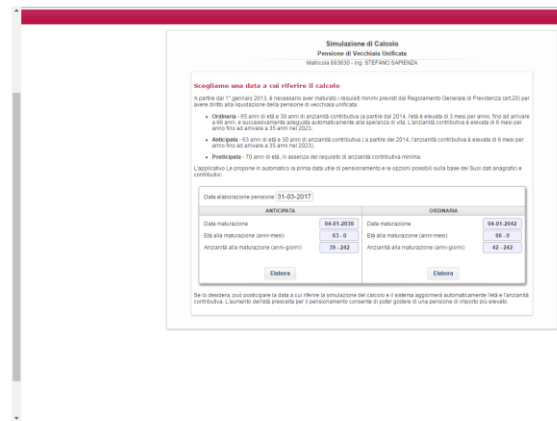 Simulazione di Calcolo
Pensione di Vecchiaia Unificata
Matricola 693630 - Ing. STEFANO SAPIENZA
Scegliamo una data a cui riferire il calcolo
A partire dal 1° gennaio 2013, è necessario aver maturato i requisiti minimi previsti dal Regolamento Generale di Previdenza (art.20) per
avere diritto alla liquidazione della pensione di vecchiaia unificata:
• Ordinaria - 65 anni di età e 30 anni di anzianità contributiva (a partire dal 2014, l'età è elevata di 3 mesi per anno, fino ad arrivare
a 66 anni, e successivamente adeguata automaticamente alla speranza di vita. L'anzianità contributiva è elevata di 6 mesi per
anno fino ad arrivare a 35 anni nel 2023;
• Anticipata - 63 anni di età e 30 anni di anzianità contributiva ( a partire dal 2014, l'anzianità contributiva è elevata di 6 mesi per
anno fino ad arrivare a 35 anni nel 2023);
• Posticipata - 70 anni di età, in assenza del requisito di anzianità contributiva minima.
L'applicativo Le propone in automatico la prima data utile di pensionamento e le opzioni possibili sulla base dei Suoi dati anagrafici e
contributivi.
Data elaborazione pensione 31-03-2017
ANTICIPATA ORDINARIA
Data maturazione 04-01-2039 Data maturazione 04-01-2042
Età alla maturazione (anni-mesi) 63 - 0 Età alla maturazione (anni-mesi) 66 - 0
Anzianità alla maturazione (anni-giorni) 39 - 242 Anzianità alla maturazione (anni-giorni) 42 - 242
Elabora Elabora
Se lo desidera, può posticipare la data a cui riferire la simulazione del calcolo e il sistema aggiornerà automaticamente l'età e l'anzianità
contributiva. L'aumento dell'età prescelta per il pensionamento consente di poter godere di una pensione di importo più elevato.